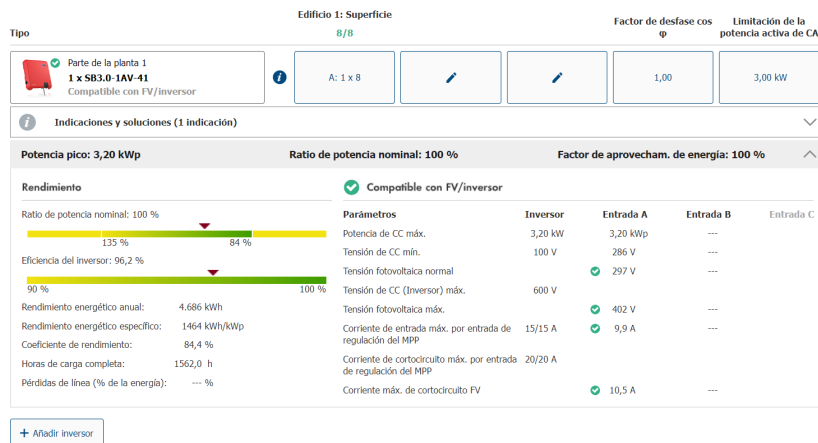 Edificio 1: Superficie
Tipo
8/8
Factor de desfase cos φ
Limitación de la potencia activa de CA
Parte de la planta 1
1 x SB3.0-1AV-41
Compatible con FV/inversor
i
A: 1 x 8
1,00
3,00 kW
i
Indicaciones y soluciones (1 indicación)
Potencia pico: 3,20 kWp
Ratio de potencia nominal: 100 %
Factor de aprovecham. de energía: 100 %
Rendimiento
Ratio de potencia nominal: 100 %
135 %
84 %
Eficiencia del inversor: 96,2 %
90 %
100 %
Rendimiento energético anual: 4.686 kWh
Rendimiento energético específico: 1464 kWh/kWp
Coeficiente de rendimiento: 84,4 %
Horas de carga completa: 1562,0 h
Pérdidas de línea (% de la energía): --- %
Compatible con FV/inversor
Parámetros Inversor Entrada A Entrada B Entrada C
Potencia de CC máx. 3,20 kW 3,20 kWp ---
Tensión de CC mín. 100 V 286 V ---
Tensión fotovoltaica normal 297 V ---
Tensión de CC (Inversor) máx. 600 V
Tensión fotovoltaica máx. 402 V ---
Corriente de entrada máx. por entrada de 15/15 A 9,9 A ---
regulación del MPP
Corriente de cortocircuito máx. por entrada 20/20 A
de regulación del MPP
Corriente máx. de cortocircuito FV 10,5 A ---
+ Añadir inversor